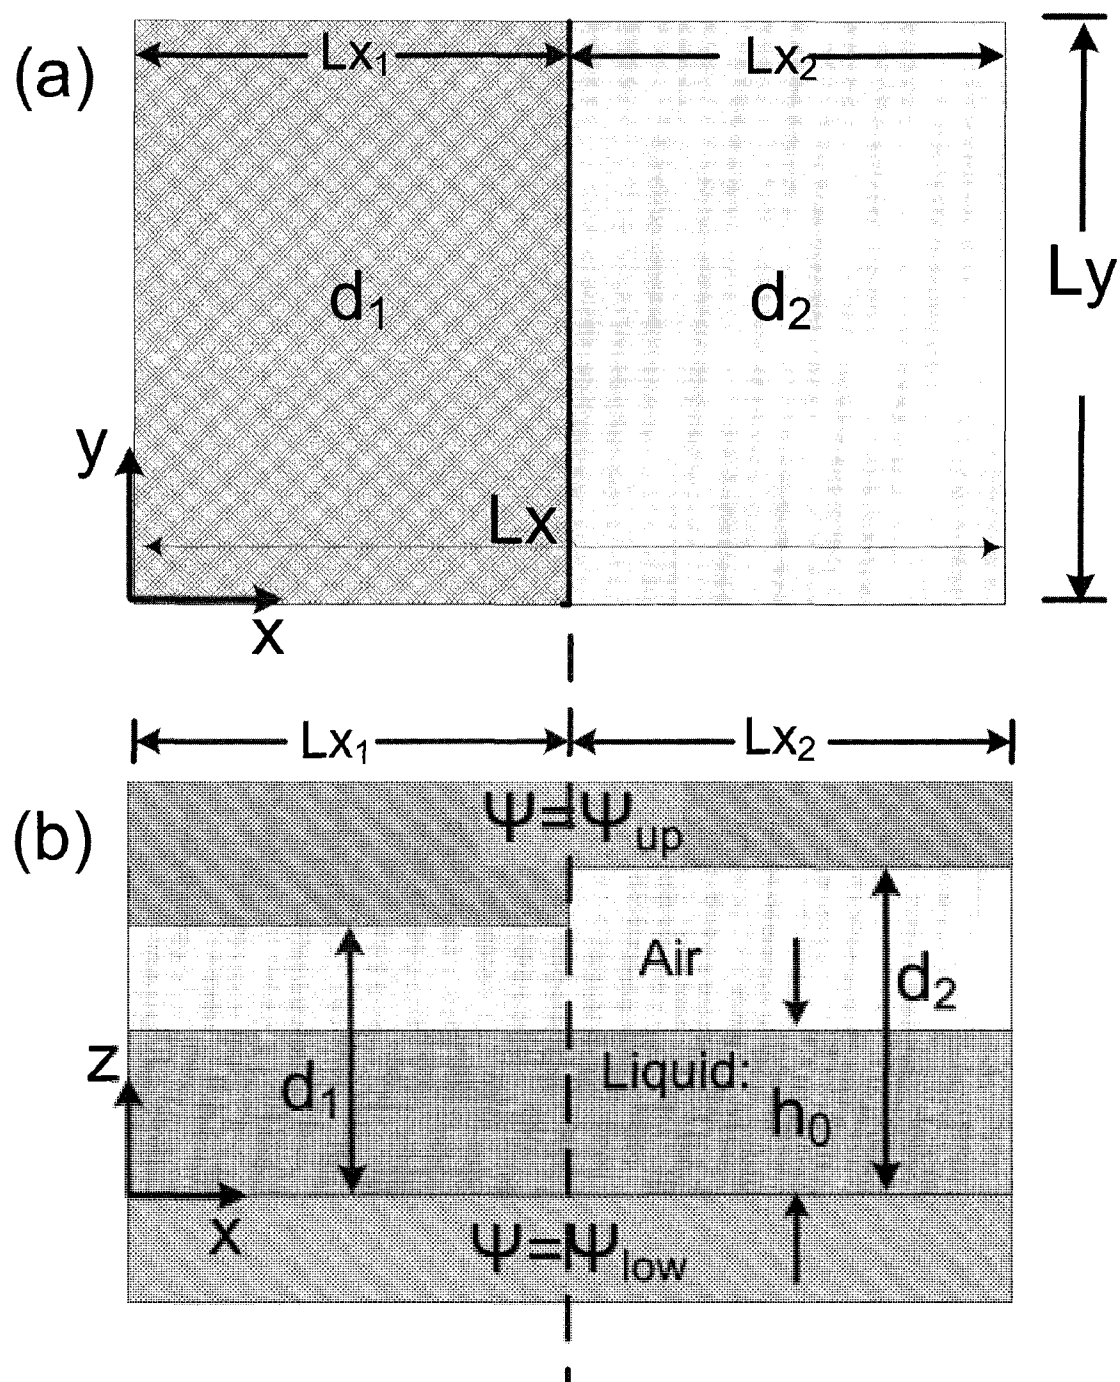 (a)
Lx₁
Lx₂
d₁
d₂
Ly
y
Lx
x
Lx₁
Lx₂
(b)
Ψ=Ψup
Air
d₂
z
d₁
Liquid:
h₀
x
Ψ=Ψlow